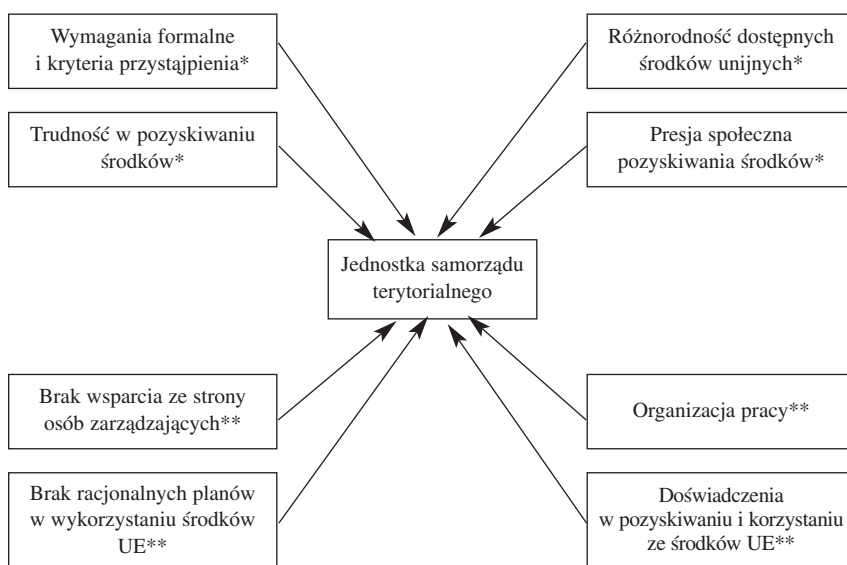 Wymagania formalne
i kryteria przystąjpienia*
Różnorodność dostępnych
środków unijnych*
Trudność w pozyskiwaniu
środków*
Presja społeczna
pozyskiwania środków*
Jednostka samorządu
terytorialnego
Brak wsparcia ze strony
osób zarządzających**
Organizacja pracy**
Brak racjonalnych planów
w wykorzystaniu środków
UE**
Doświadczenia
w pozyskiwaniu i korzystaniu
ze środków UE**